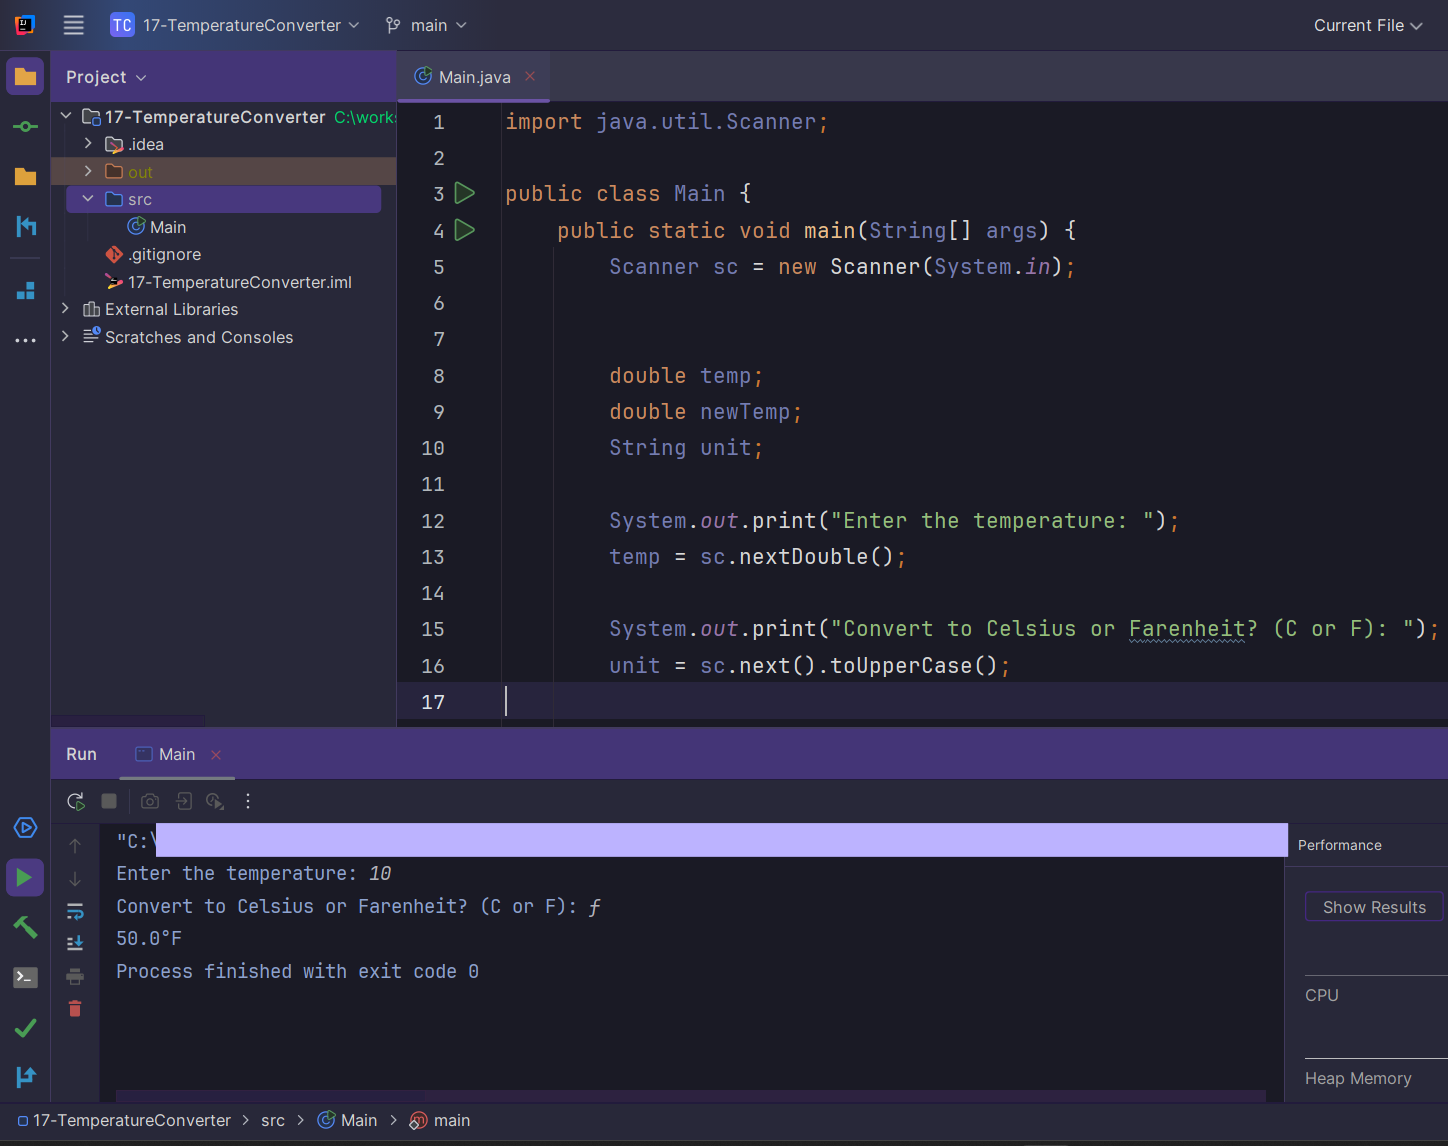 TC 17-TemperatureConverter main Current File
Project
Main.java
17-TemperatureConverter C:\works
.idea
out
src
Main
.gitignore
17-TemperatureConverter.iml
External Libraries
Scratches and Consoles
1 import java.util.Scanner;
2
3 public class Main {
4 public static void main(String[] args) {
5 Scanner sc = new Scanner(System.in);
6
7
8 double temp;
9 double newTemp;
10 String unit;
11
12 System.out.print("Enter the temperature: ");
13 temp = sc.nextDouble();
14
15 System.out.print("Convert to Celsius or Farenheit? (C or F): ");
16 unit = sc.next().toUpperCase();
17
Run Main
"C:\
Enter the temperature: 10
Convert to Celsius or Farenheit? (C or F): f
50.0°F
Process finished with exit code 0
Performance
Show Results
CPU
Heap Memory
17-TemperatureConverter > src > Main > m main